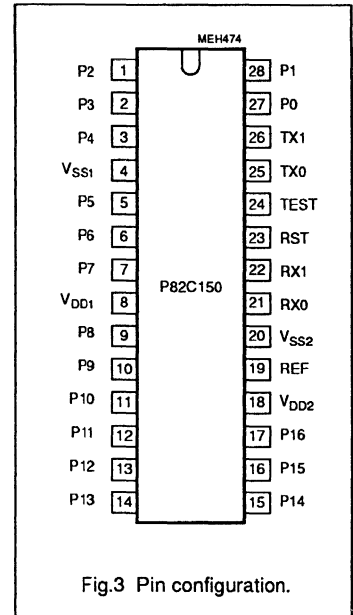 MEH474
P2 1 28 P1
P3 2 27 P0
P4 3 26 TX1
VSS1 4 25 TX0
P5 5 24 TEST
P6 6 23 RST
P7 7 22 RX1
P82C150
VDD1 8 21 RX0
P8 9 20 VSS2
P9 10 19 REF
P10 11 18 VDD2
P11 12 17 P16
P12 13 16 P15
P13 14 15 P14
Fig.3 Pin configuration.